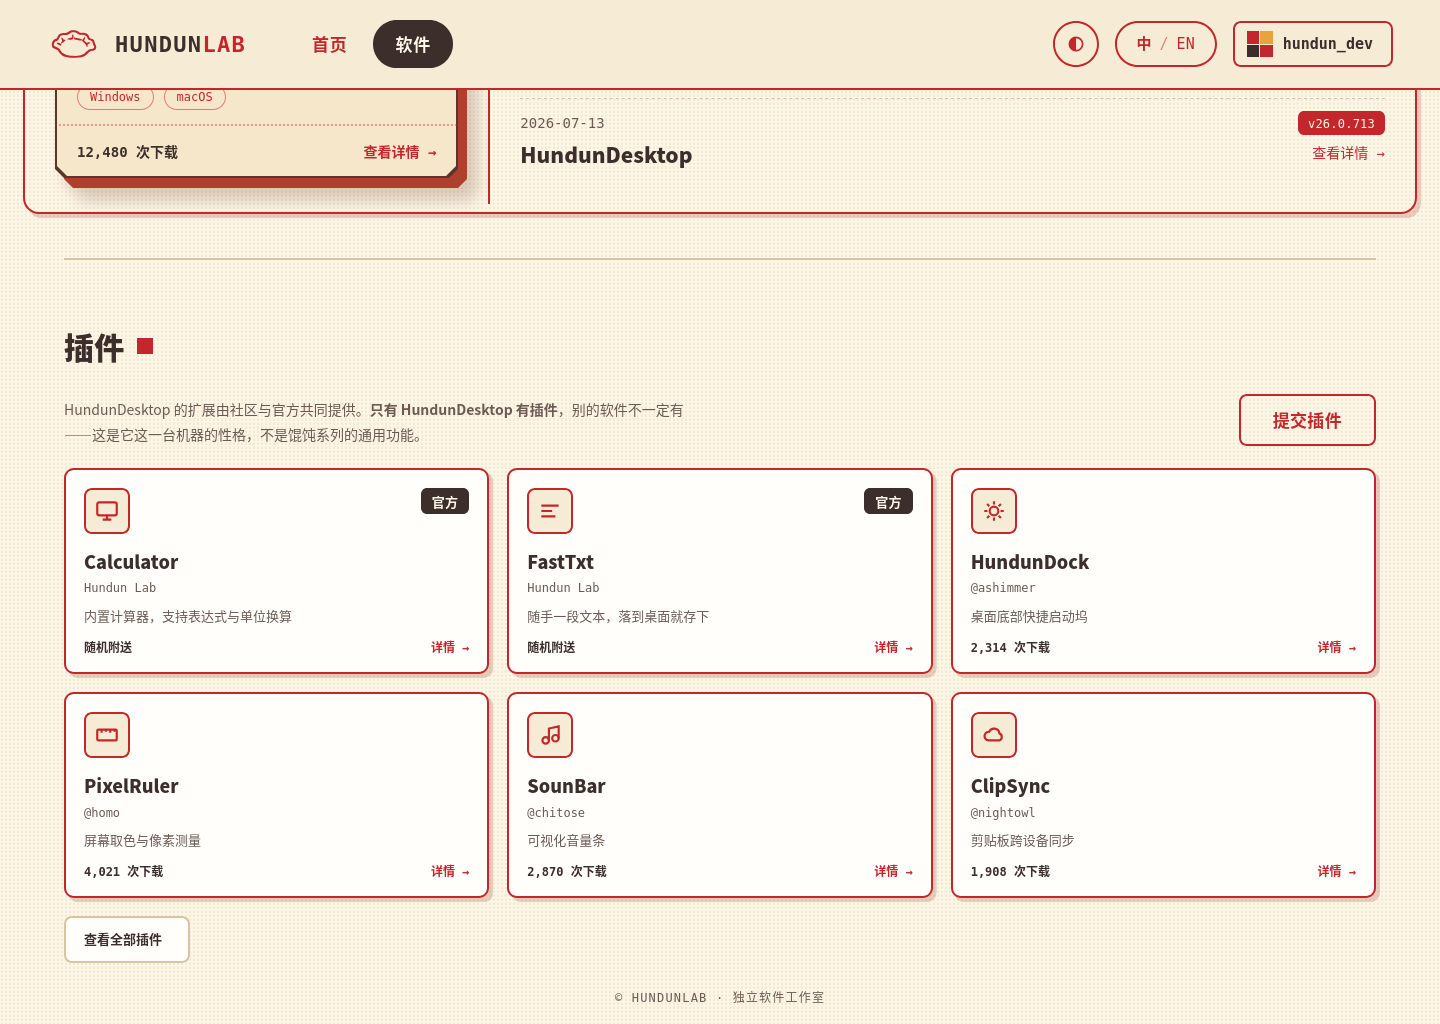 HUNDUNLAB
首页
软件
中 / EN
hundun_dev
Windows
macOS
12,480 次下载
查看详情 →
2026-07-13
v26.0.713
HundunDesktop
查看详情 →
插件
HundunDesktop 的扩展由社区与官方共同提供。只有 HundunDesktop 有插件，别的软件不一定有
——这是它这一台机器的性格，不是馄饨系列的通用功能。
提交插件
官方
Calculator
Hundun Lab
内置计算器，支持表达式与单位换算
随机附送
详情 →
官方
FastTxt
Hundun Lab
随手一段文本，落到桌面就存下
随机附送
详情 →
HundunDock
@ashimmer
桌面底部快捷启动坞
2,314 次下载
详情 →
PixelRuler
@homo
屏幕取色与像素测量
4,021 次下载
详情 →
SounBar
@chitose
可视化音量条
2,870 次下载
详情 →
ClipSync
@nightowl
剪贴板跨设备同步
1,908 次下载
详情 →
查看全部插件
© HUNDUNLAB · 独立软件工作室